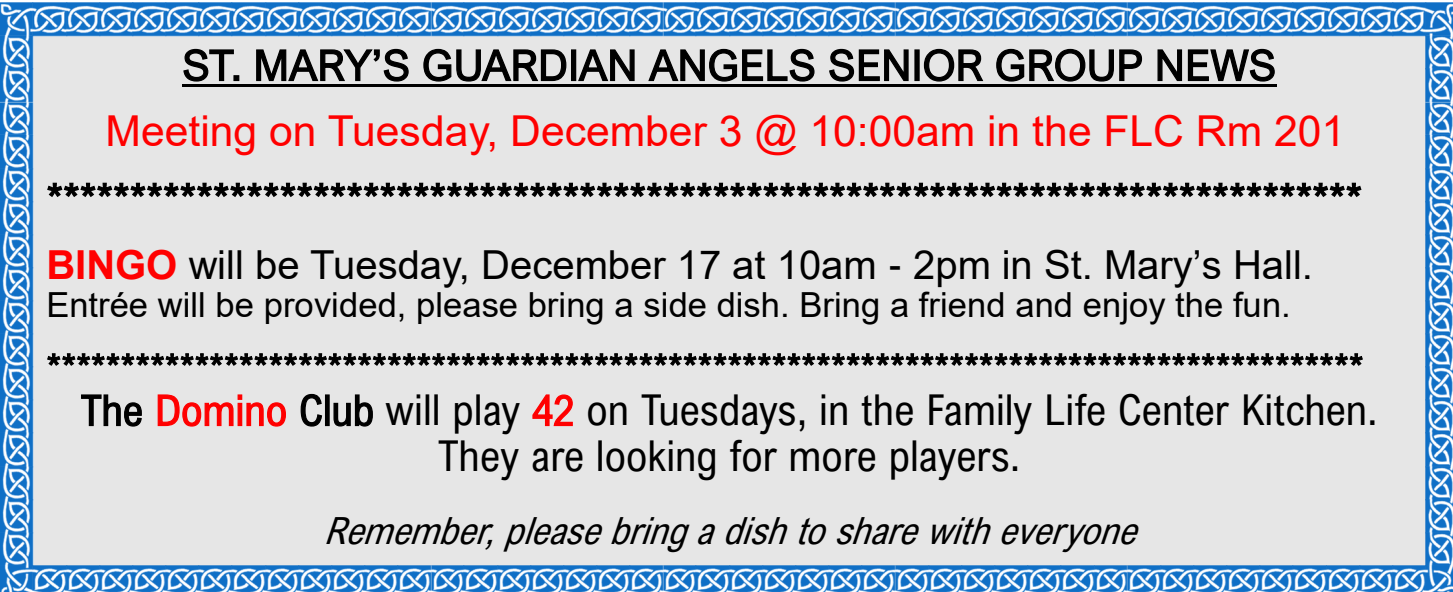 ST. MARY’S GUARDIAN ANGELS SENIOR GROUP NEWS
Meeting on Tuesday, December 3 @ 10:00am in the FLC Rm 201
*******************************************************************************
BINGO will be Tuesday, December 17 at 10am - 2pm in St. Mary’s Hall.
Entrée will be provided, please bring a side dish. Bring a friend and enjoy the fun.
*****************************************************************************************
The Domino Club will play 42 on Tuesdays, in the Family Life Center Kitchen.
They are looking for more players.
Remember, please bring a dish to share with everyone